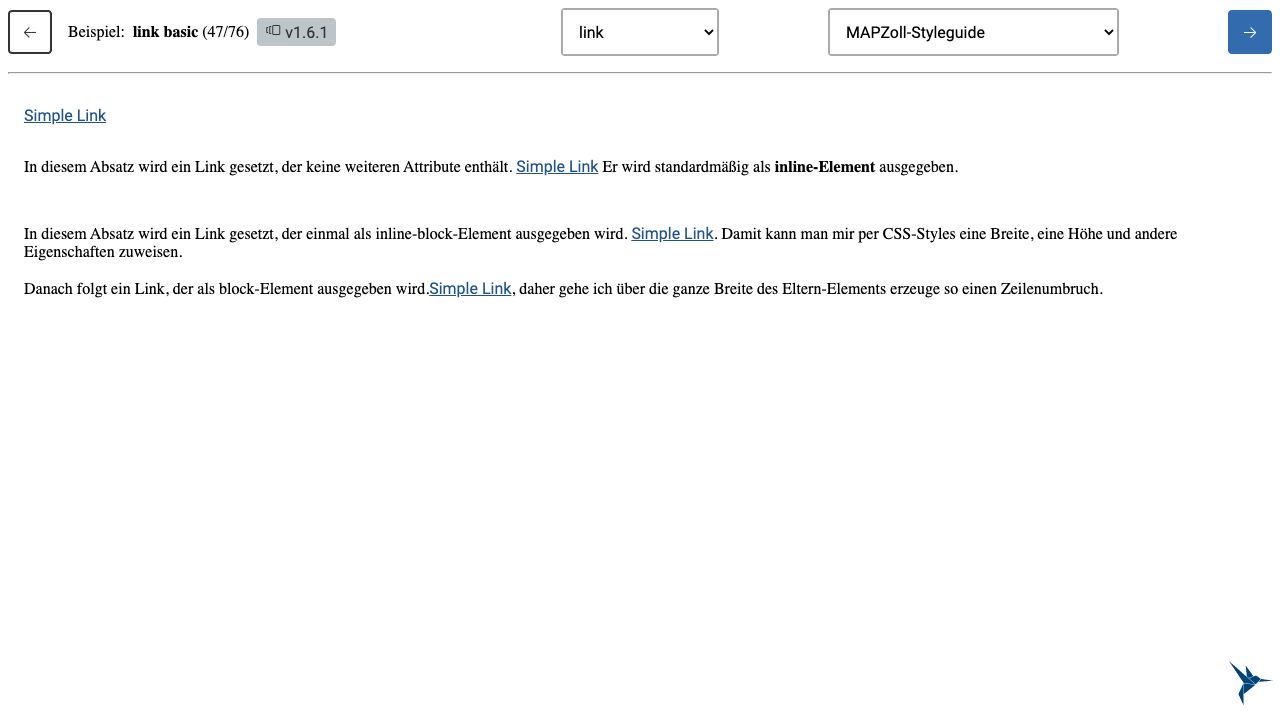 ← Beispiel: link basic (47/76) v1.6.1 link MAPZoll-Styleguide →
Simple Link
In diesem Absatz wird ein Link gesetzt, der keine weiteren Attribute enthält. Simple Link Er wird standardmäßig als inline-Element ausgegeben.
In diesem Absatz wird ein Link gesetzt, der einmal als inline-block-Element ausgegeben wird. Simple Link. Damit kann man mir per CSS-Styles eine Breite, eine Höhe und andere
Eigenschaften zuweisen.
Danach folgt ein Link, der als block-Element ausgegeben wird.Simple Link, daher gehe ich über die ganze Breite des Eltern-Elements erzeuge so einen Zeilenumbruch.